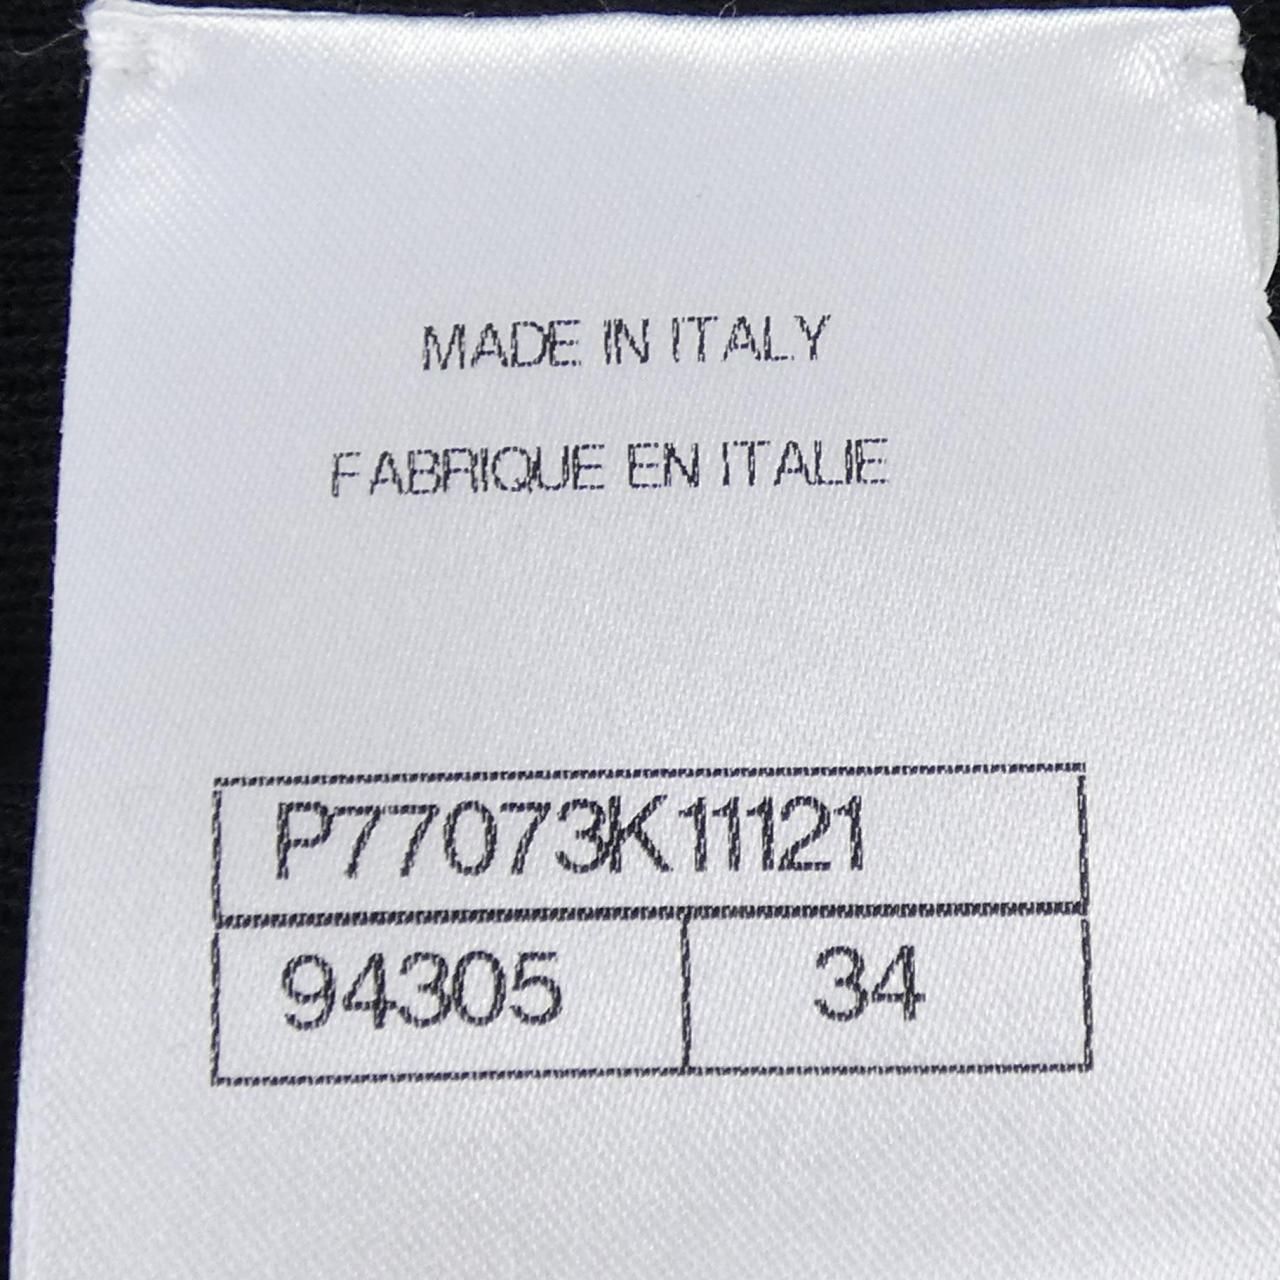 MADE IN ITALY
FABRIQUE EN ITALIE
P77073K11121
94305 34